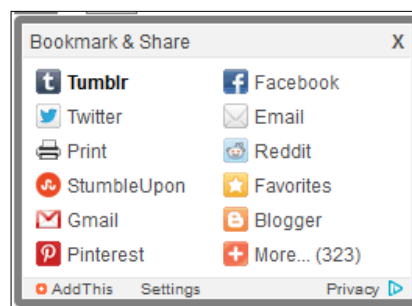 Bookmark & Share X
Tumblr Facebook
Twitter Email
Print Reddit
StumbleUpon Favorites
Gmail Blogger
Pinterest More... (323)
AddThis Settings Privacy